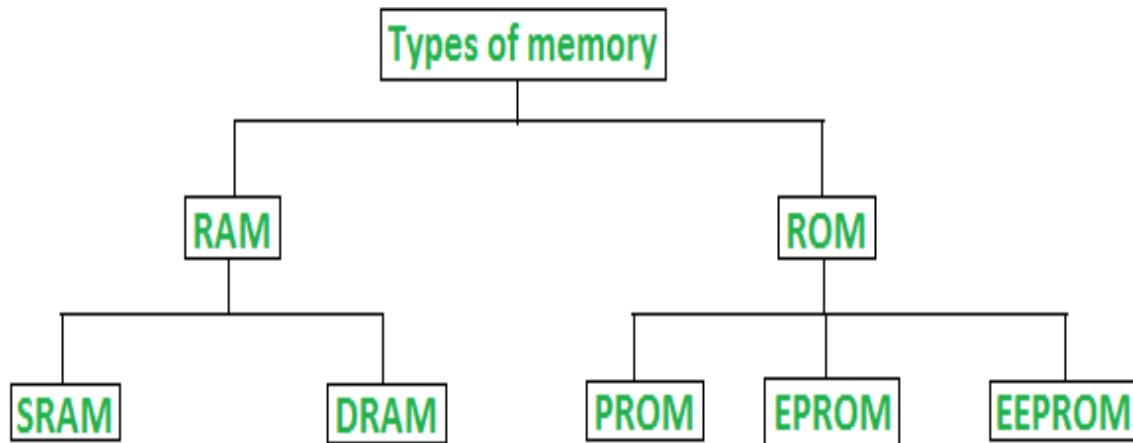 Types of memory
RAM
ROM
SRAM
DRAM
PROM
EPROM
EEPROM